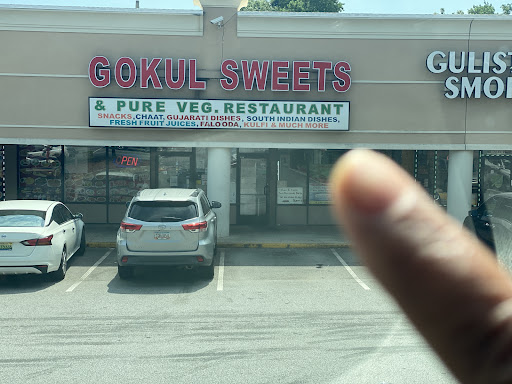 GOKUL SWEETS
& PURE VEG. RESTAURANT
SNACKS, CHAAT, GUJARATI DISHES, SOUTH INDIAN DISHES,
FRESH FRUIT JUICES, FALOODA, KULFI & MUCH MORE
PEN
GULIST
SMO